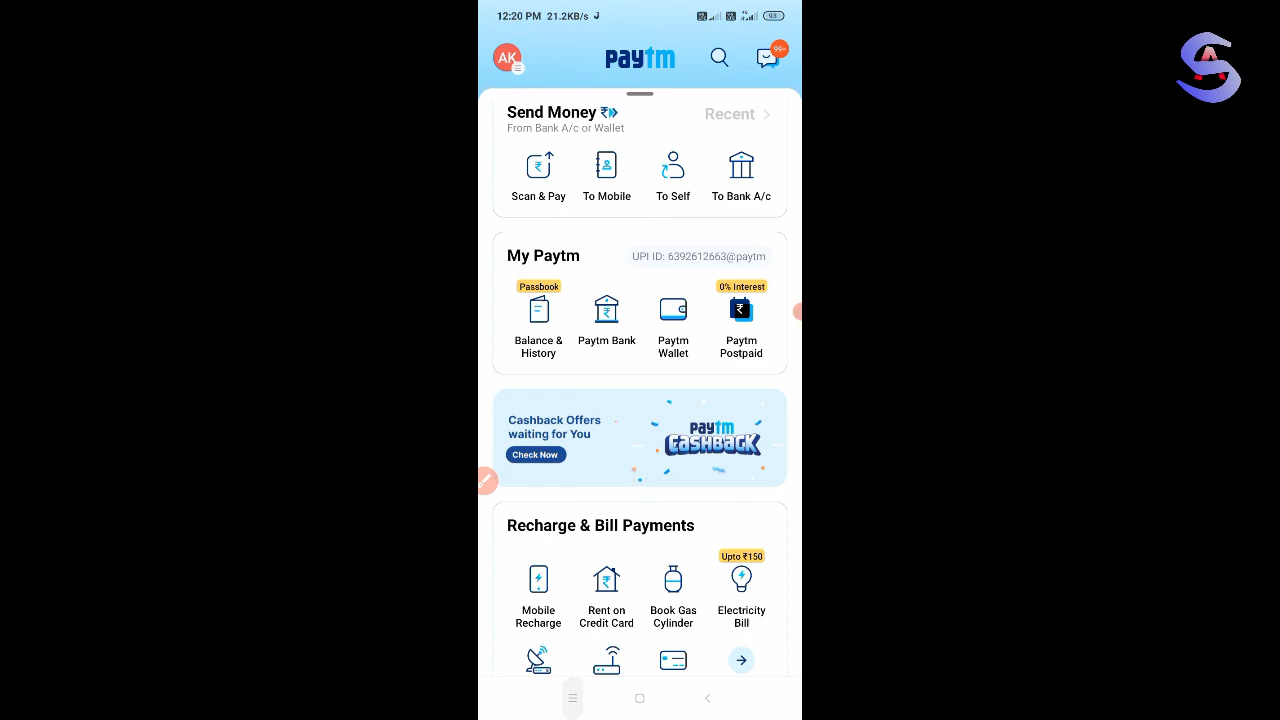 12:20 PM 21.2KB/s
93
AK
paytm
99+
Send Money
Recent
From Bank A/c or Wallet
Scan & Pay
To Mobile
To Self
To Bank A/c
My Paytm
UPI ID: 6392612663@paytm
Passbook
0% Interest
Balance &
History
Paytm Bank
Paytm
Wallet
Paytm
Postpaid
Cashback Offers
waiting for You
Check Now
paytm
CASHBACK
Recharge & Bill Payments
Upto ₹150
Mobile
Recharge
Rent on
Credit Card
Book Gas
Cylinder
Electricity
Bill